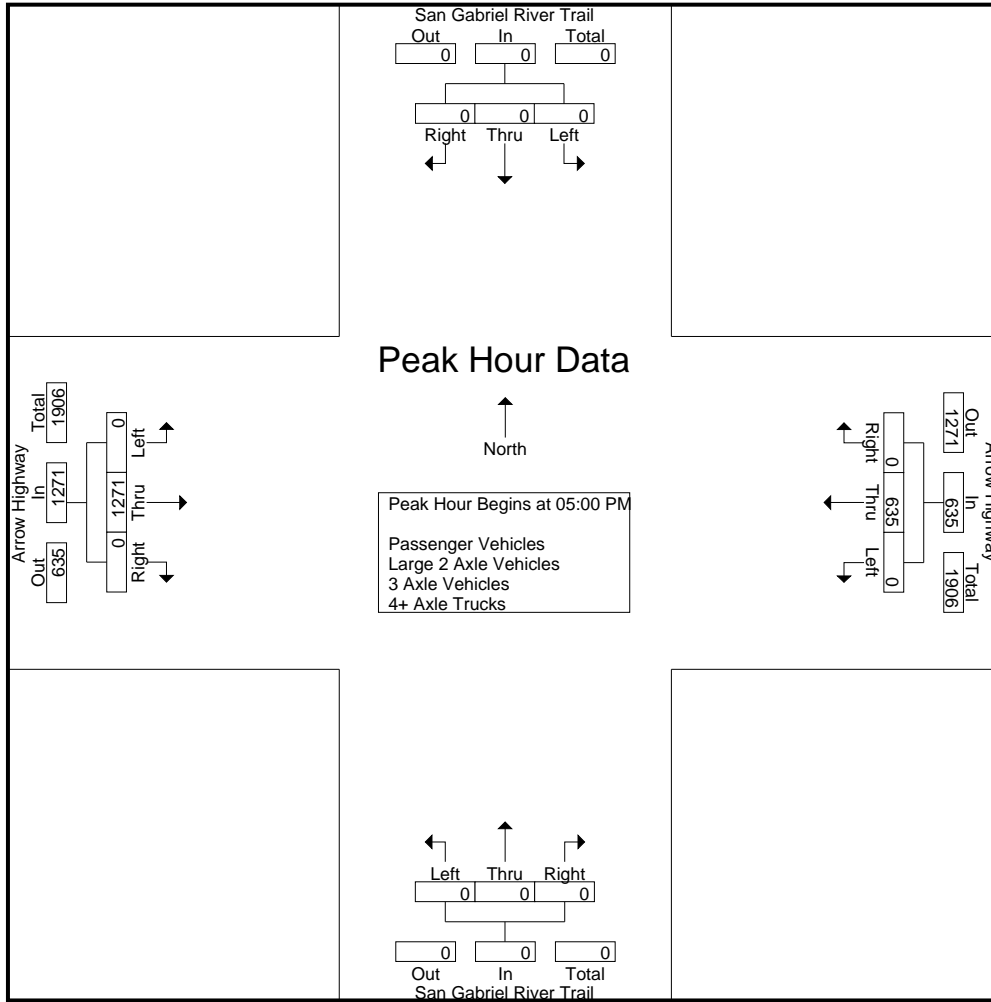 San Gabriel River Trail
Out In Total
0 0 0
0 0 0
Right Thru Left
Peak Hour Data
North
Peak Hour Begins at 05:00 PM
Passenger Vehicles
Large 2 Axle Vehicles
3 Axle Vehicles
4+ Axle Trucks
Arrow Highway
Out In Total
635 1271 1906
0 1271 0
Left Thru Right
Arrow Highway
Out In Total
1271 635 1906
0 635 0
Right Thru Left
Left Thru Right
0 0 0
0 0 0
Out In Total
San Gabriel River Trail